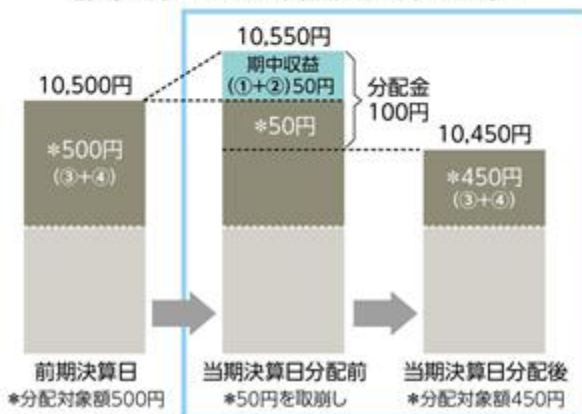 10,550円
期中収益
(①+②)50円
10,500円
分配金
100円
*500円
(③+④)
*50円
10,450円
*450円
(③+④)
前期決算日
当期決算日分配前
当期決算日分配後
*分配対象額500円
*50円を取崩し
*分配対象額450円